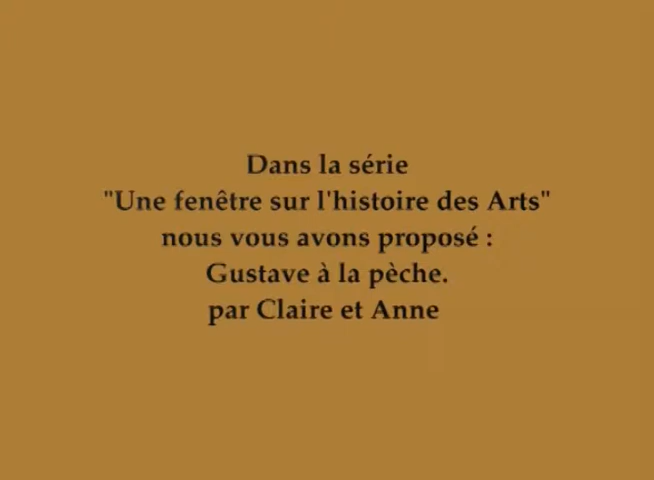 Dans la série
"Une fenêtre sur l'histoire des Arts"
nous vous avons proposé :
Gustave à la pèche.
par Claire et Anne